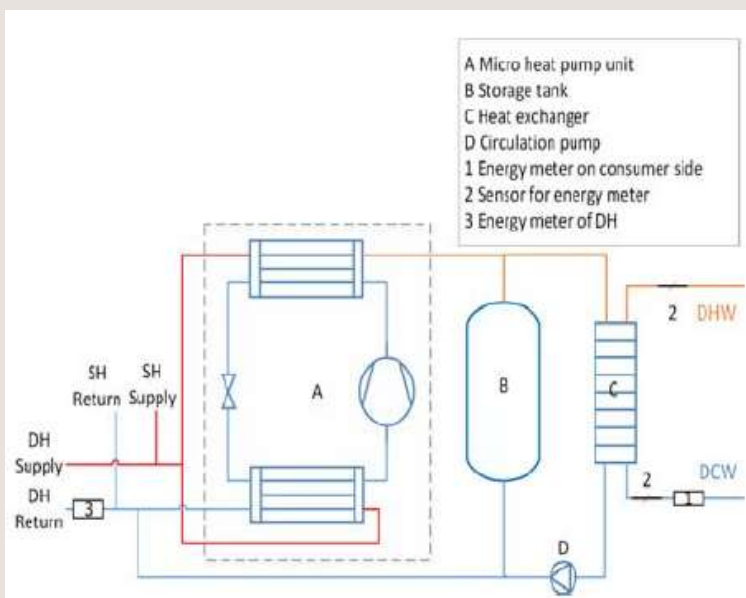 A Micro heat pump unit
B Storage tank
C Heat exchanger
D Circulation pump
1 Energy meter on consumer side
2 Sensor for energy meter
3 Energy meter of DH
2 DHW
SH
Return
SH
Supply
A
B
C
DH
Supply
DH
Return
3
2
DCW
1
D